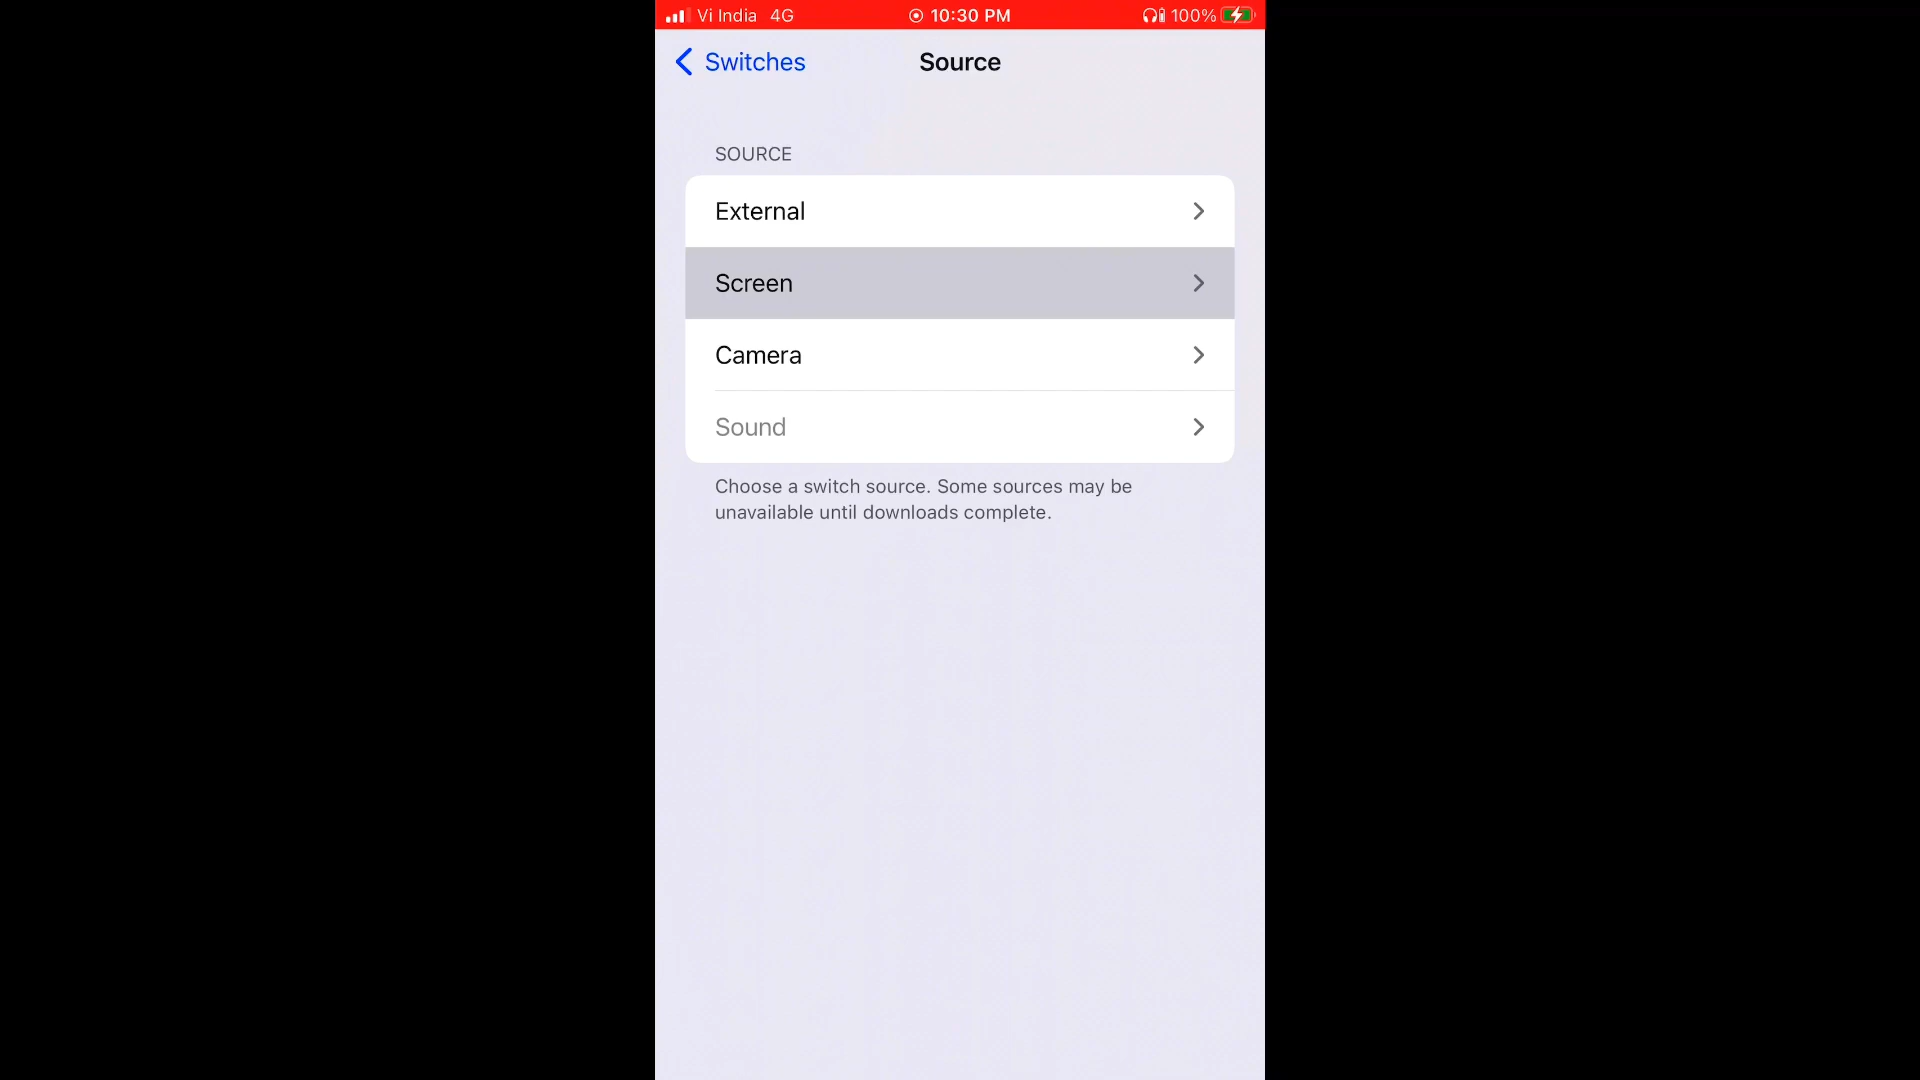 Vi India 4G 10:30 PM 100%
Switches Source
SOURCE
External
Screen
Camera
Sound
Choose a switch source. Some sources may be
unavailable until downloads complete.